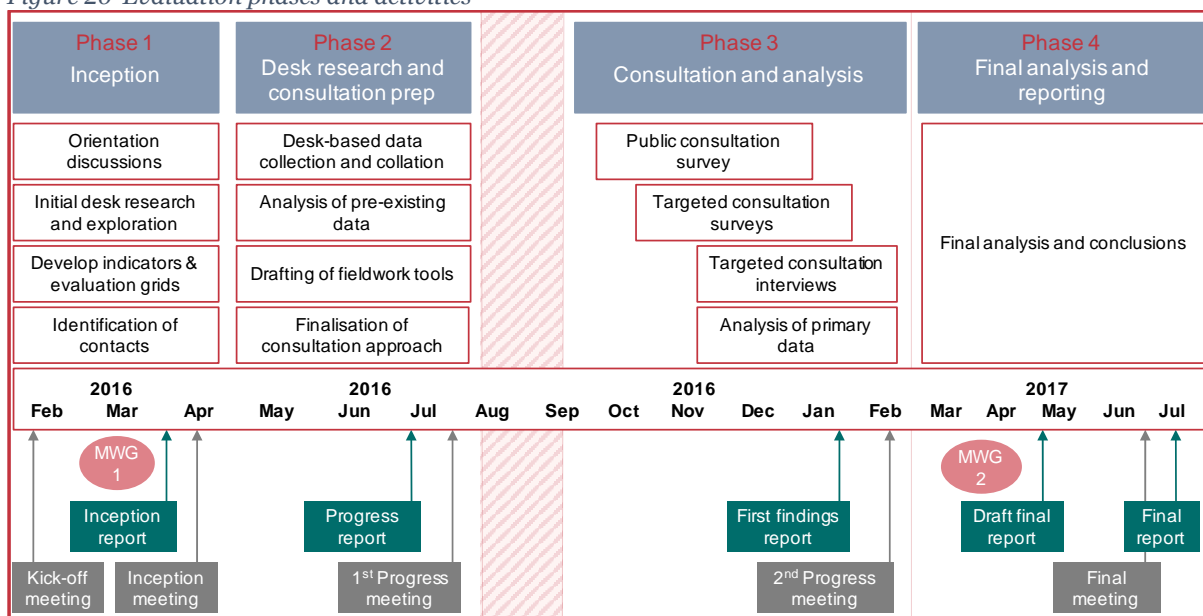 Figure 20 Evaluation phases and activities
Phase 1
Inception
Phase 2
Desk research and
consultation prep
Phase 3
Consultation and analysis
Phase 4
Final analysis and
reporting
Orientation
discussions
Initial desk research
and exploration
Develop indicators &
evaluation grids
Identification of
contacts
Desk-based data
collection and collation
Analysis of pre-existing
data
Drafting of fieldwork tools
Finalisation of
consultation approach
Public consultation
survey
Targeted consultation
surveys
Targeted consultation
interviews
Analysis of primary
data
Final analysis and conclusions
2016 2016 2016 2017
Feb Mar Apr May Jun Jul Aug Sep Oct Nov Dec Jan Feb Mar Apr May Jun Jul
MWG
1
MWG
2
Inception
report
Progress
report
First findings
report
Draft final
report
Final
report
Kick-off
meeting
Inception
meeting
1st Progress
meeting
2nd Progress
meeting
Final
meeting